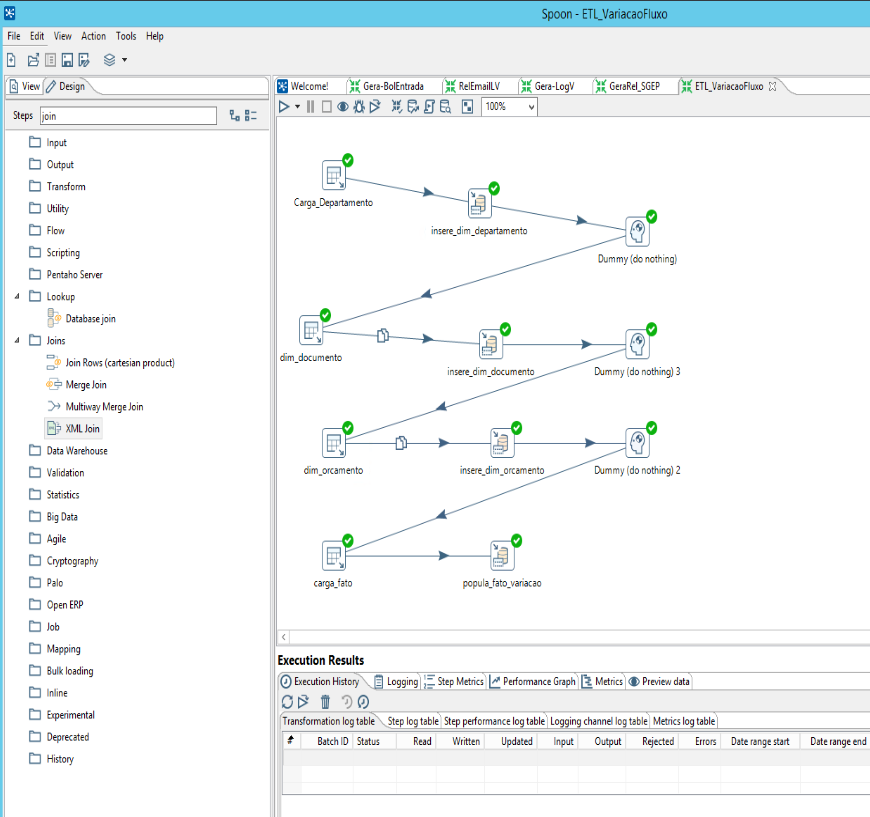 Spoon - ETL_VariacaoFluxo
File Edit View Action Tools Help
View Design
Steps join
Input
Output
Transform
Utility
Flow
Scripting
Pentaho Server
Lookup
Database join
Joins
Join Rows (cartesian product)
Merge Join
Multiway Merge Join
XML Join
Data Warehouse
Validation
Statistics
Big Data
Agile
Cryptography
Palo
Open ERP
Job
Mapping
Bulk loading
Inline
Experimental
Deprecated
History
Welcome! Gera-BolEntrada RelEmailLV Gera-LogV GeraRel_SGEP ETL_VariacaoFluxo
100%
Carga_Departamento
insere_dim_departamento
Dummy (do nothing)
dim_documento
insere_dim_documento
Dummy (do nothing) 3
dim_orcamento
insere_dim_orcamento
Dummy (do nothing) 2
carga_fato
popula_fato_variacao
Execution Results
Execution History Logging Step Metrics Performance Graph Metrics Preview data
Transformation log table Step log table Step performance log table Logging channel log table Metrics log table
# Batch ID Status Read Written Updated Input Output Rejected Errors Date range start Date range end